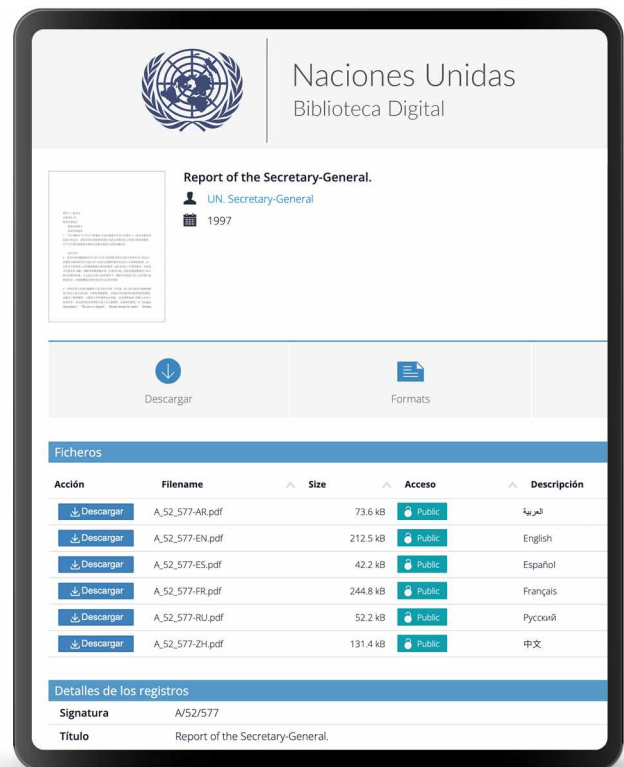 Naciones Unidas
Biblioteca Digital
Report of the Secretary-General.
UN. Secretary-General
1997
Descargar
Formats
Ficheros
Acción Filename Size Acceso Descripción
Descargar A_52_577-AR.pdf 73.6 kB Public العربية
Descargar A_52_577-EN.pdf 212.5 kB Public English
Descargar A_52_577-ES.pdf 42.2 kB Public Español
Descargar A_52_577-FR.pdf 244.8 kB Public Français
Descargar A_52_577-RU.pdf 52.2 kB Public Русский
Descargar A_52_577-ZH.pdf 131.4 kB Public 中文
Detalles de los registros
Signatura A/52/577
Título Report of the Secretary-General.